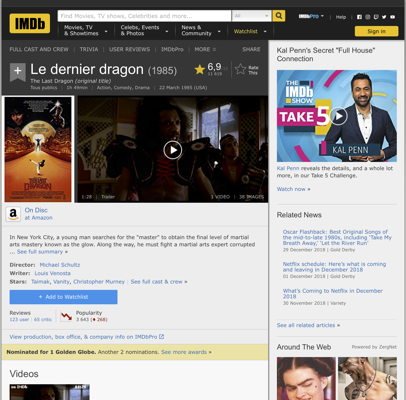 IMDb
Find Movies, TV shows, Celebrities and more...
All
Movies, TV
& Showtimes
Celebs, Events
& Photos
News &
Community
Watchlist
IMDbPro
Help
Sign in
FULL CAST AND CREW | TRIVIA | USER REVIEWS | IMDbPro | MORE
SHARE
Le dernier dragon (1985)
The Last Dragon (original title)
Tous publics | 1h 49min | Action, Comedy, Drama | 22 March 1985 (USA)
6,9
Rate
This
1:28 | Trailer
1 VIDEO | 38 IMAGES
On Disc
at Amazon
In New York City, a young man searches for the "master" to obtain the final level of martial
arts mastery known as the glow. Along the way, he must fight a martial arts expert corrupted
... See full summary »
Director: Michael Schultz
Writer: Louis Venosta
Stars: Taimak, Vanity, Christopher Murney | See full cast & crew »
+ Add to Watchlist
Reviews
123 user | 65 critic
Popularity
3 643 (268)
View production, box office, & company info on IMDbPro
Nominated for 1 Golden Globe. Another 2 nominations. See more awards »
Videos
Kal Penn's Secret "Full House"
Connection
THE
IMDb
SHOW
TAKE 5
KAL PENN
Kal Penn reveals the details, and a whole lot
more, in our Take 5 Challenge.
Watch now »
Related News
Oscar Flashback: Best Original Songs of
the mid-to-late 1980s, including 'Take My
Breath Away,' 'Let the River Run'
29 December 2018 | Gold Derby
Netflix schedule: Here's what is coming
and leaving in December 2018
01 December 2018 | Gold Derby
What's Coming to Netflix in December
2018
30 November 2018 | Variety
See all related articles »
Around The Web
Powered by ZergNet